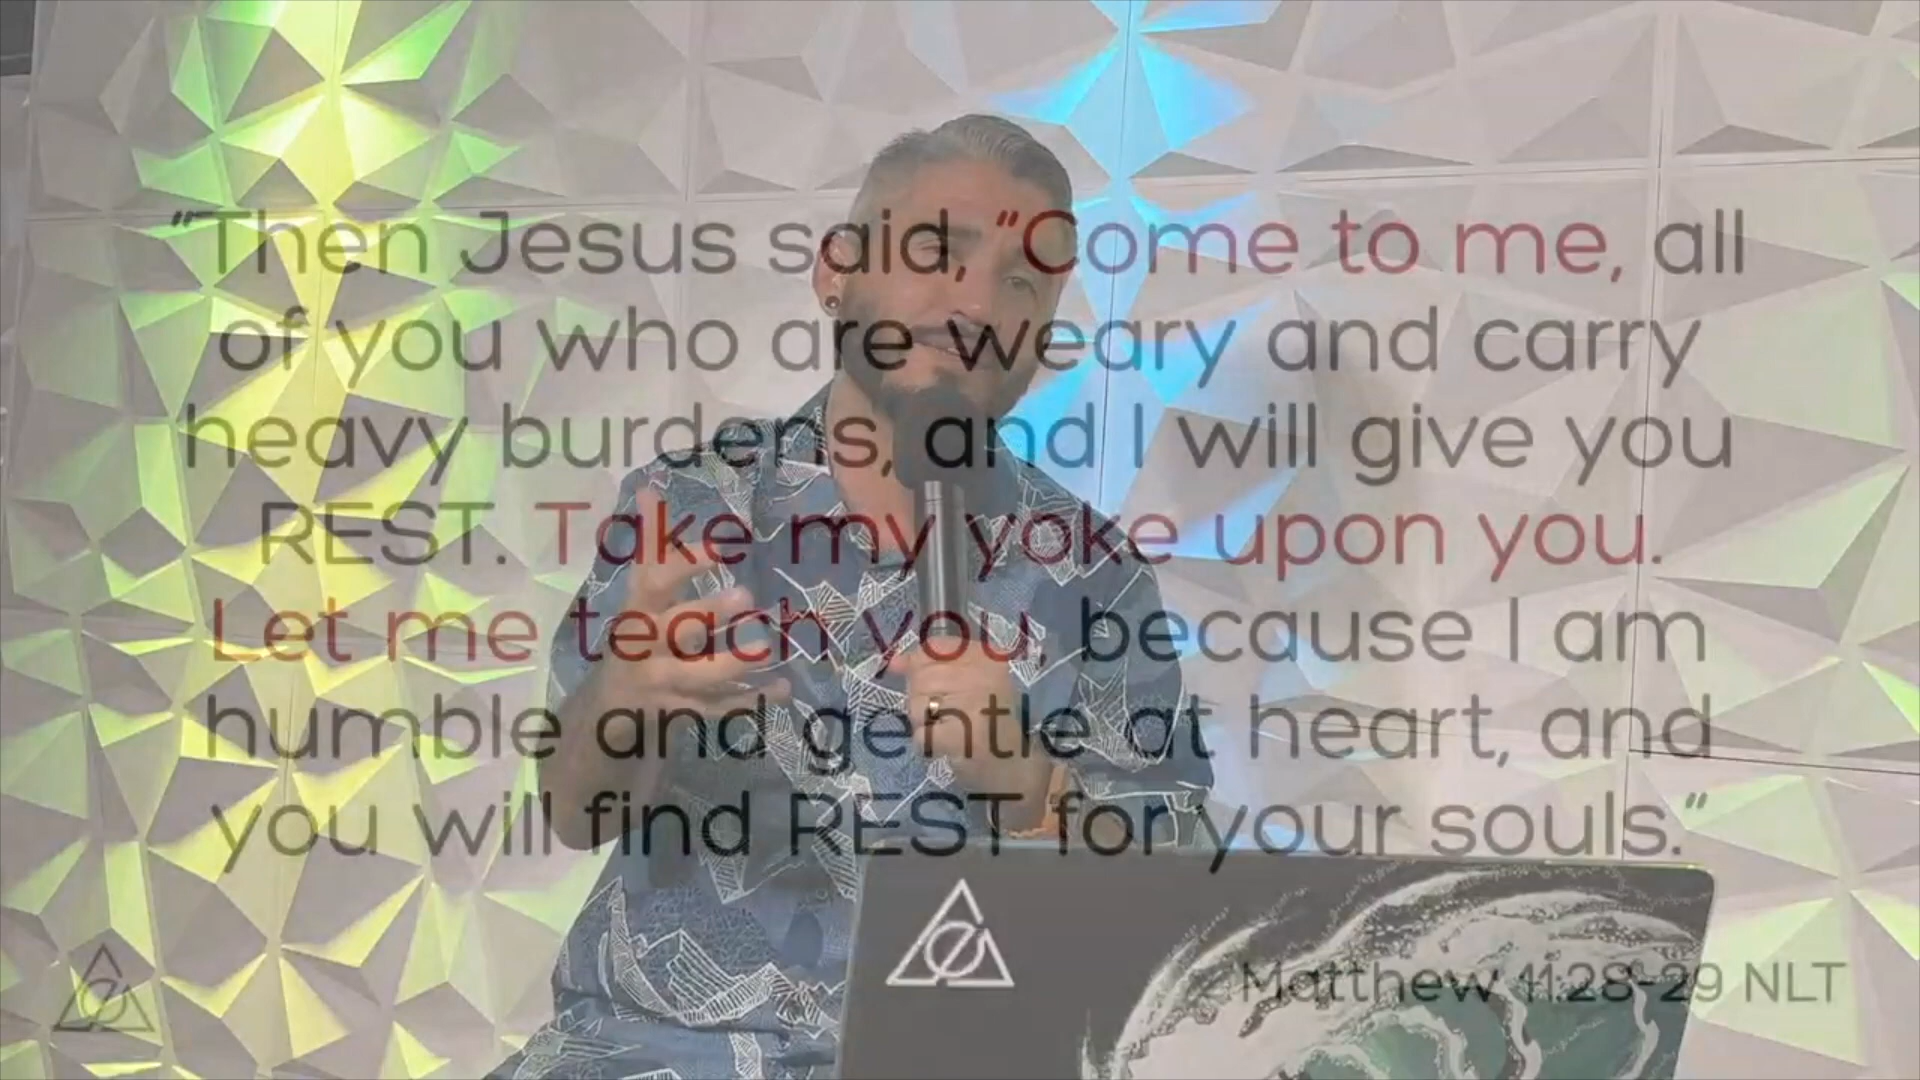 "Then Jesus said, "Come to me, all
of you who are weary and carry
heavy burdens, and I will give you
REST. Take my yoke upon you.
Let me teach you, because I am
humble and gentle at heart, and
you will find REST for your souls."
Matthew 11:28-29 NLT